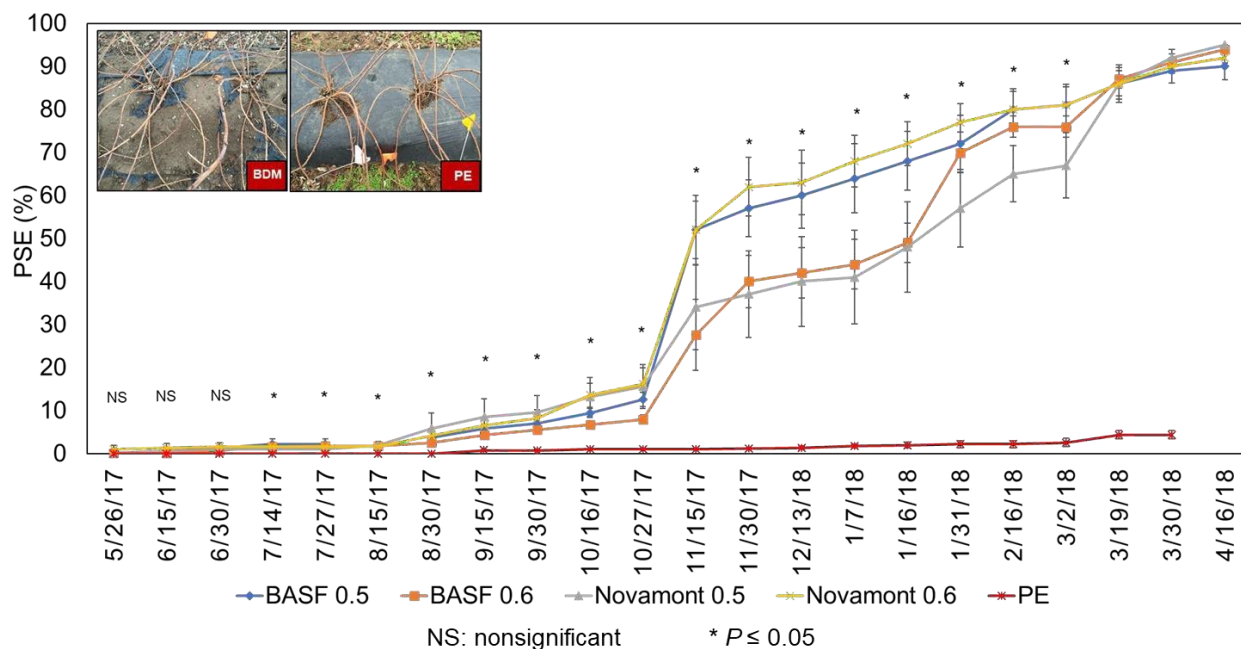 100
90
80
70
60
50
40
30
20
10
0
PSE (%)
BDM
PE
NS NS NS * * * * * * * * * * * * * * * *
5/26/17 6/15/17 6/30/17 7/14/17 7/27/17 8/15/17 8/30/17 9/15/17 9/30/17 10/16/17 10/27/17 11/15/17 11/30/17 12/13/18 1/7/18 1/16/18 1/31/18 2/16/18 3/2/18 3/19/18 3/30/18 4/16/18
BASF 0.5 BASF 0.6 Novamont 0.5 Novamont 0.6 PE
NS: nonsignificant * P ≤ 0.05